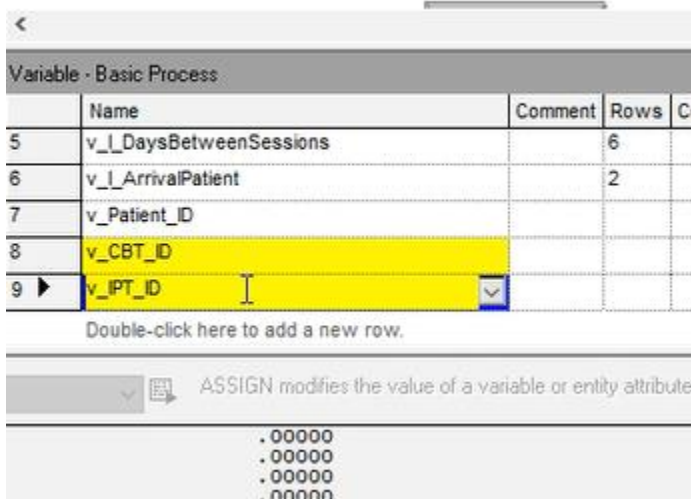 Variable - Basic Process
Name Comment Rows
5 v_I_DaysBetweenSessions 6
6 v_I_ArrivalPatient 2
7 v_Patient_ID
8 v_CBT_ID
9 v_IPT_ID
Double-click here to add a new row.
ASSIGN modifies the value of a variable or entity attribute
.00000
.00000
.00000
.00000